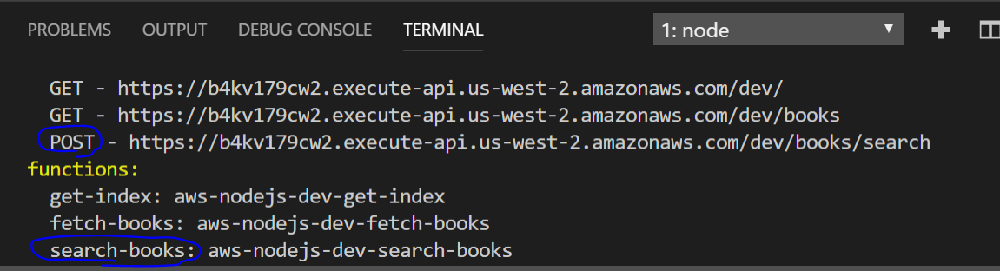 PROBLEMS OUTPUT DEBUG CONSOLE TERMINAL 1: node
GET - https://b4kv179cw2.execute-api.us-west-2.amazonaws.com/dev/
GET - https://b4kv179cw2.execute-api.us-west-2.amazonaws.com/dev/books
POST - https://b4kv179cw2.execute-api.us-west-2.amazonaws.com/dev/books/search
functions:
get-index: aws-nodejs-dev-get-index
fetch-books: aws-nodejs-dev-fetch-books
search-books: aws-nodejs-dev-search-books